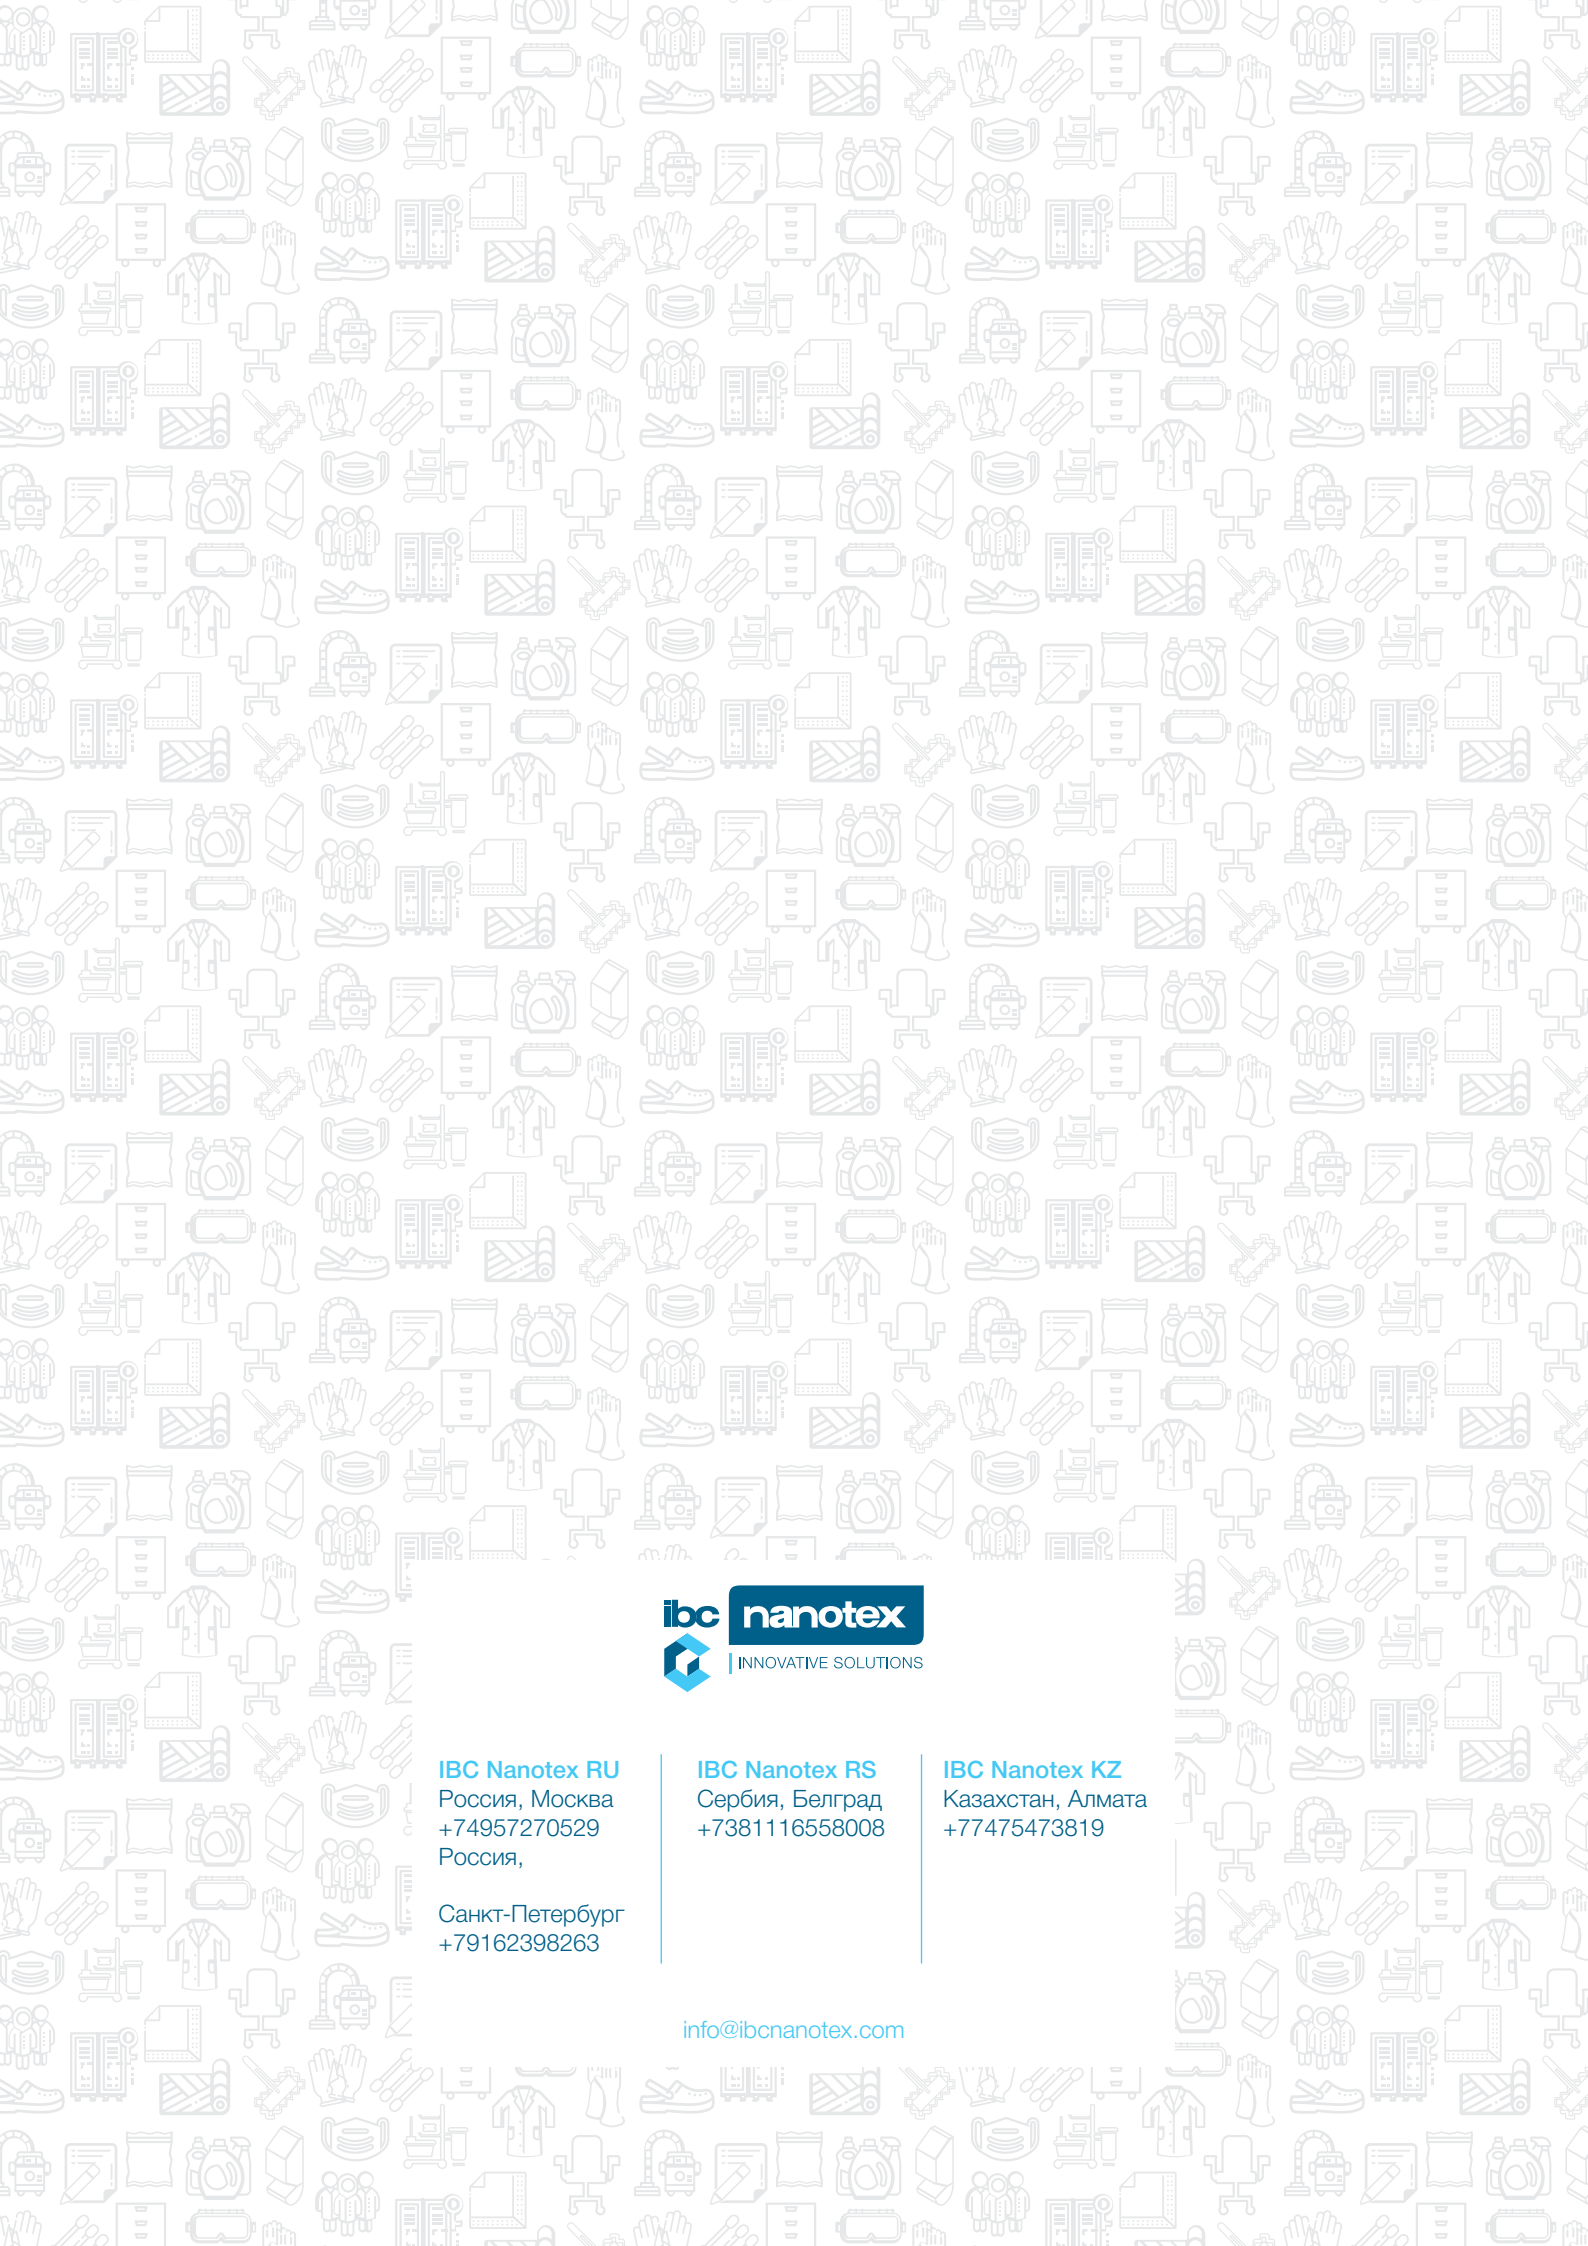 ibc nanotex
INNOVATIVE SOLUTIONS
IBC Nanotex RU
Россия, Москва
+74957270529
Россия,
Санкт-Петербург
+79162398263
IBC Nanotex RS
Сербия, Белград
+7381116558008
IBC Nanotex KZ
Казахстан, Алмата
+77475473819
info@ibcnanotex.com